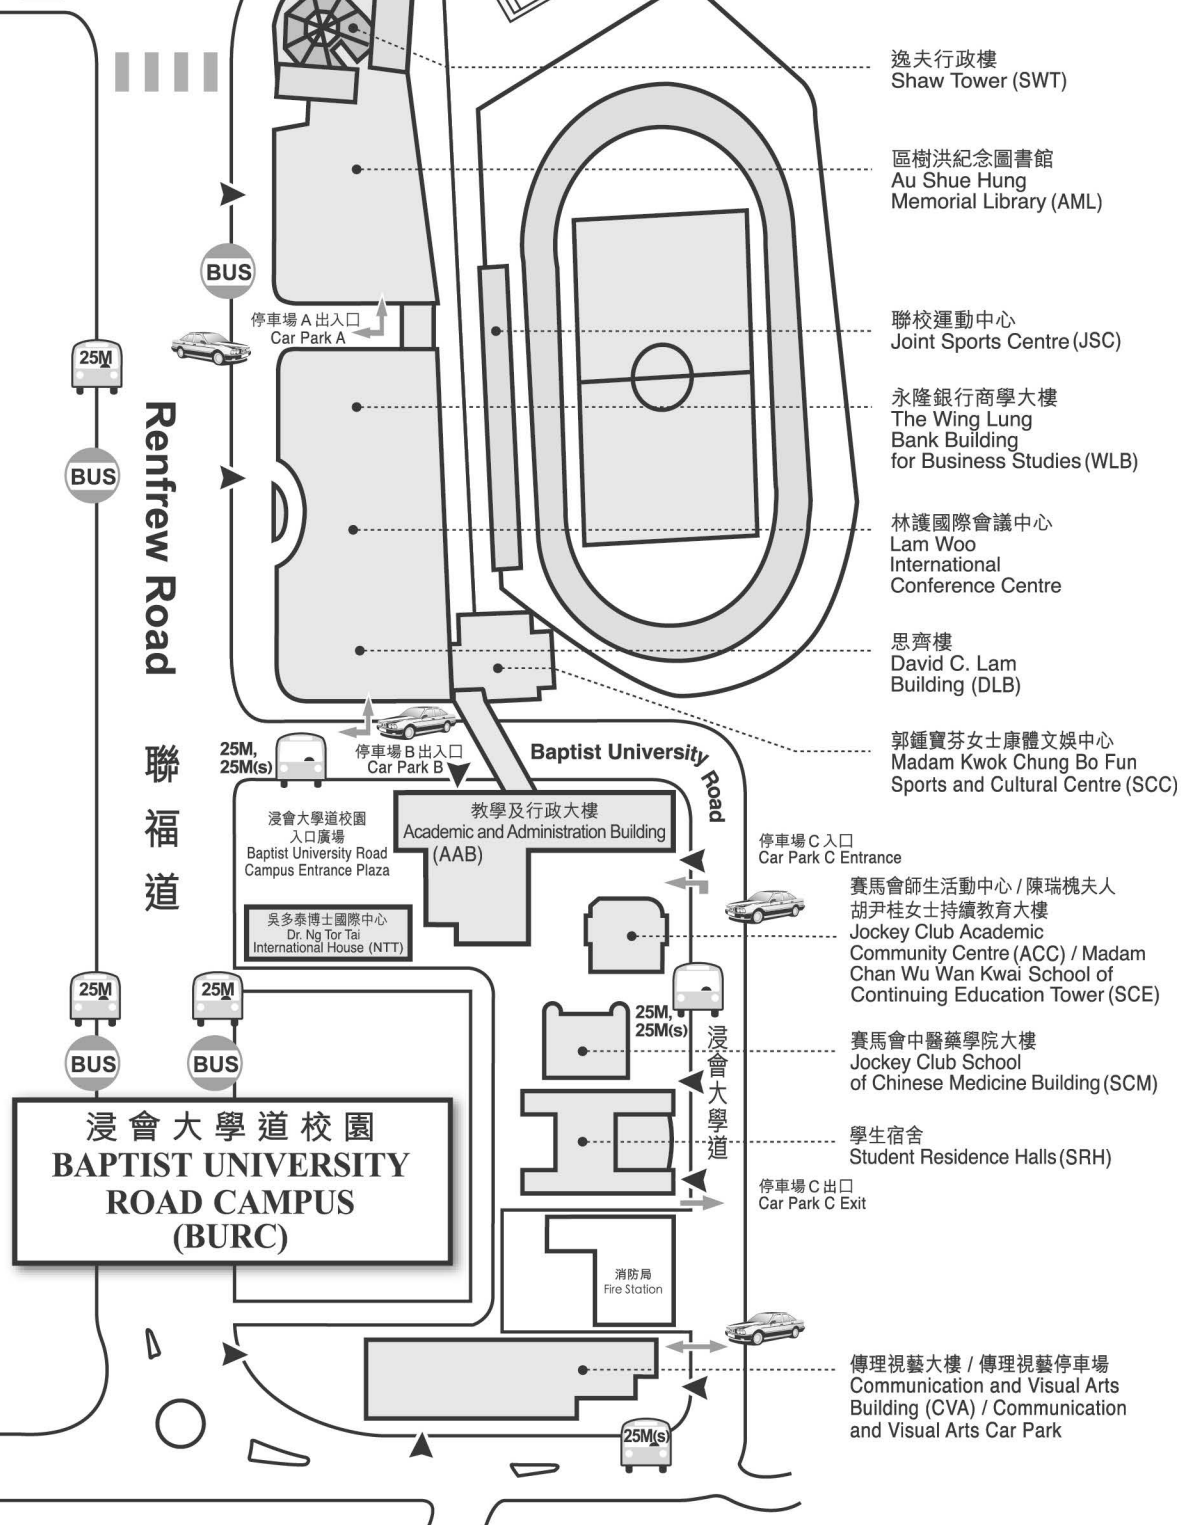 逸夫行政樓
Shaw Tower (SWT)
區樹洪紀念圖書館
Au Shue Hung
Memorial Library (AML)
BUS
停車場 A 出入口
Car Park A
聯校運動中心
Joint Sports Centre (JSC)
25M
永隆銀行商學大樓
The Wing Lung
Bank Building
for Business Studies (WLB)
BUS
Renfrew Road 聯福道
林護國際會議中心
Lam Woo
International
Conference Centre
思齊樓
David C. Lam
Building (DLB)
郭鍾寶芬女士康體文娛中心
Madam Kwok Chung Bo Fun
Sports and Cultural Centre (SCC)
25M,
25M(s)
停車場 B 出入口
Car Park B
Baptist University Road
浸會大學道校園
入口廣場
Baptist University Road
Campus Entrance Plaza
教學及行政大樓
Academic and Administration Building
(AAB)
停車場 C 入口
Car Park C Entrance
吳多泰博士國際中心
Dr. Ng Tor Tai
International House (NTT)
賽馬會師生活動中心 / 陳瑞槐夫人
胡尹桂女士持續教育大樓
Jockey Club Academic
Community Centre (ACC) / Madam
Chan Wu Wan Kwai School of
Continuing Education Tower (SCE)
25M
25M
25M,
25M(s)
浸會大學道
BUS
BUS
賽馬會中醫藥學院大樓
Jockey Club School
of Chinese Medicine Building (SCM)
浸會大學道校園
BAPTIST UNIVERSITY
ROAD CAMPUS
(BURC)
學生宿舍
Student Residence Halls (SRH)
停車場 C 出口
Car Park C Exit
消防局
Fire Station
傳理視藝大樓 / 傳理視藝停車場
Communication and Visual Arts
Building (CVA) / Communication
and Visual Arts Car Park
25M(s)